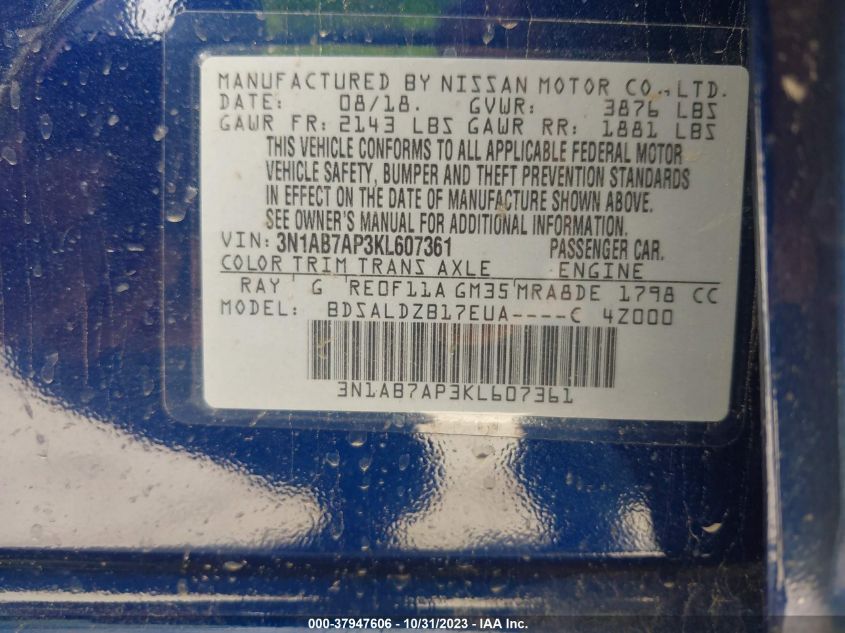 MANUFACTURED BY NISSAN MOTOR CO., LTD.
DATE: 08/18. GVWR: 3876 LBS
GAWR FR: 2143 LBS GAWR RR: 1881 LBS
THIS VEHICLE CONFORMS TO ALL APPLICABLE FEDERAL MOTOR
VEHICLE SAFETY, BUMPER AND THEFT PREVENTION STANDARDS
IN EFFECT ON THE DATE OF MANUFACTURE SHOWN ABOVE.
SEE OWNER'S MANUAL FOR ADDITIONAL INFORMATION.
VIN: 3N1AB7AP3KL607361 PASSENGER CAR.
COLOR TRIM TRANS AXLE ENGINE
RAY G RE0F11A GM35 MRA8DE 1798 CC
MODEL: BDSALDZB17EUA----C 4Z000
3N1AB7AP3KL607361
000-37947606 - 10/31/2023 - IAA Inc.